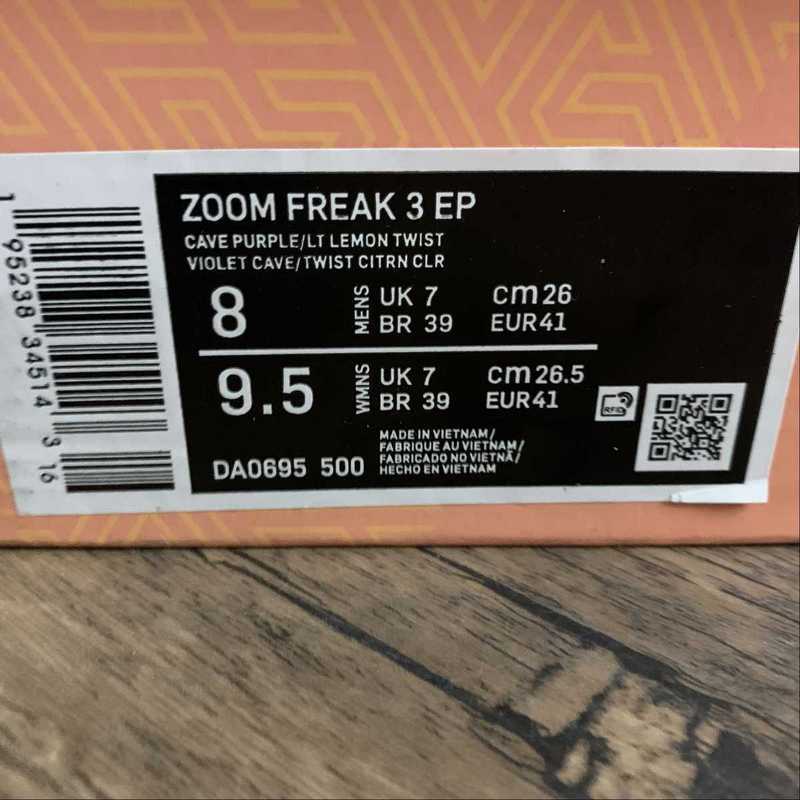 ZOOM FREAK 3 EP
CAVE PURPLE/LT LEMON TWIST
VIOLET CAVE/TWIST CITRN CLR
8 MENS UK 7 cm26
BR 39 EUR41
9.5 WMNS UK 7 cm26.5
BR 39 EUR41
RFID
DA0695 500
MADE IN VIETNAM/
FABRIQUE AU VIETNAM/
FABRICADO NO VIETNÃ/
HECHO EN VIETNAM
1 95238 34514 3 16